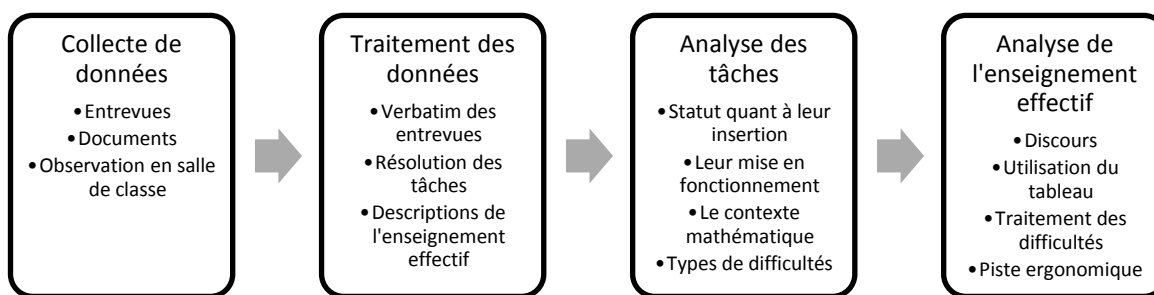 Collecte de
données
•Entrevues
•Documents
•Observation en salle
de classe
Traitement des
données
•Verbatim des
entrevues
•Résolution des
tâches
•Descriptions de
l'enseignement
effectif
Analyse des
tâches
•Statut quant à leur
insertion
•Leur mise en
fonctionnement
•Le contexte
mathématique
•Types de difficultés
Analyse de
l'enseignement
effectif
•Discours
•Utilisation du
tableau
•Traitement des
difficultés
•Piste ergonomique